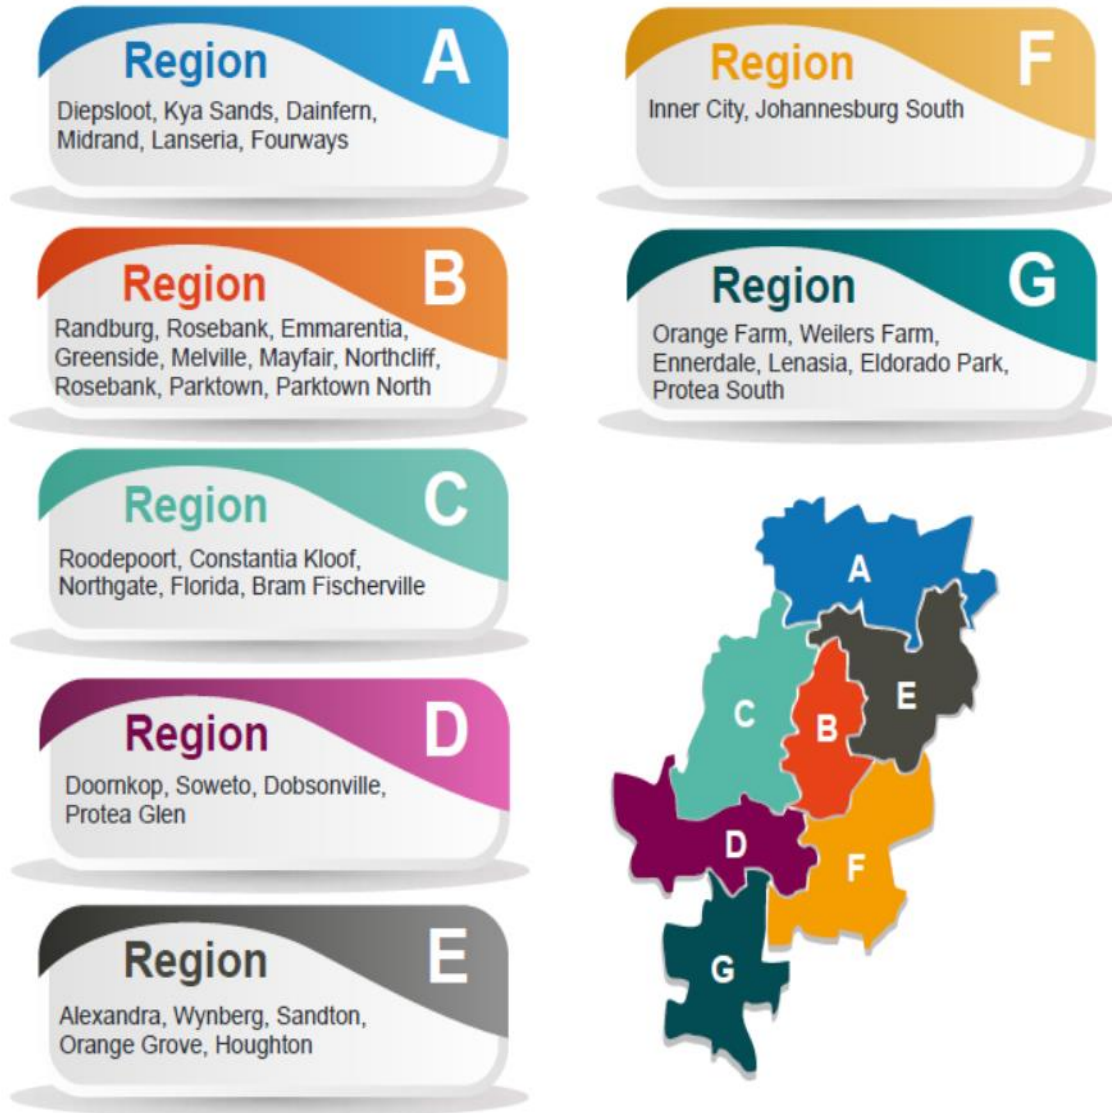 Region A
Diepsloot, Kya Sands, Dainfern,
Midrand, Lanseria, Fourways
Region B
Randburg, Rosebank, Emmarentia,
Greenside, Melville, Mayfair, Northcliff,
Rosebank, Parktown, Parktown North
Region C
Roodepoort, Constantia Kloof,
Northgate, Florida, Bram Fischerville
Region D
Doornkop, Soweto, Dobsonville,
Protea Glen
Region E
Alexandra, Wynberg, Sandton,
Orange Grove, Houghton
Region F
Inner City, Johannesburg South
Region G
Orange Farm, Weilers Farm,
Ennerdale, Lenasia, Eldorado Park,
Protea South
A
E
C
B
D
F
G